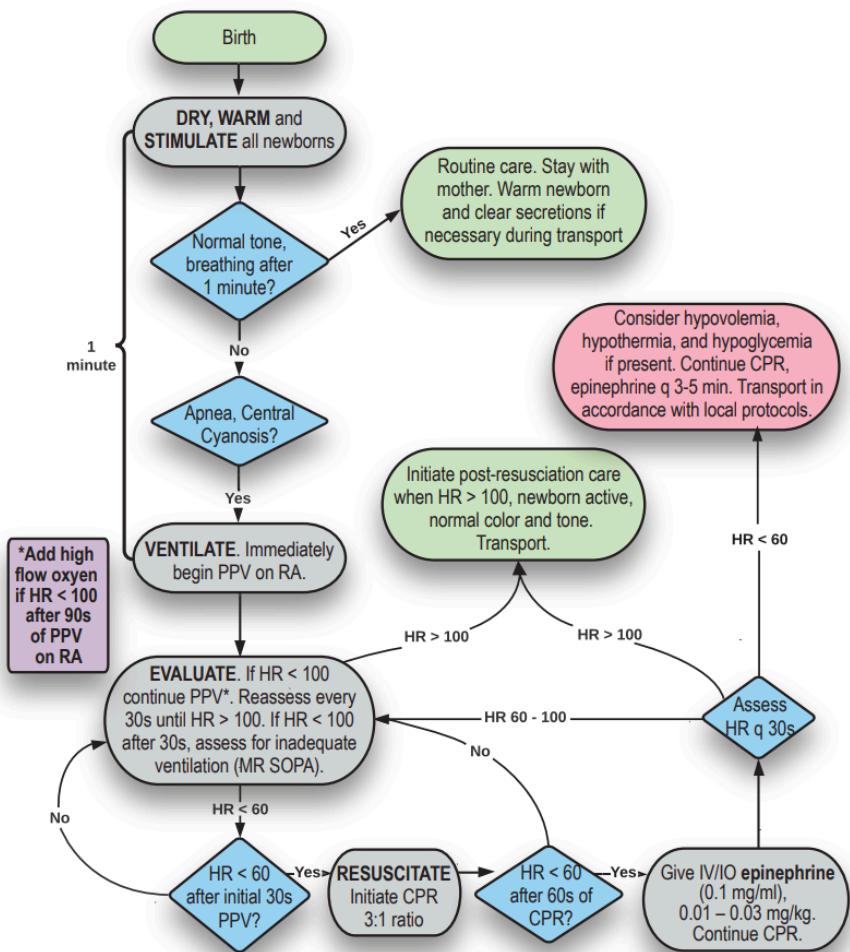 Birth
DRY, WARM and
STIMULATE all newborns
Routine care. Stay with
mother. Warm newborn
and clear secretions if
necessary during transport
Yes
Normal tone,
breathing after
1 minute?
1
minute
No
Consider hypovolemia,
hypothermia, and hypoglycemia
if present. Continue CPR,
epinephrine q 3-5 min. Transport in
accordance with local protocols.
Apnea, Central
Cyanosis?
Yes
Initiate post-resusciation care
when HR > 100, newborn active,
normal color and tone.
Transport.
HR < 60
*Add high
flow oxyen
if HR < 100
after 90s
of PPV
on RA
VENTILATE. Immediately
begin PPV on RA.
HR > 100
HR > 100
EVALUATE. If HR < 100
continue PPV*. Reassess every
30s until HR > 100. If HR < 100
after 30s, assess for inadequate
ventilation (MR SOPA).
HR 60 - 100
Assess
HR q 30s
No
No
HR < 60
HR < 60
after initial 30s
PPV?
Yes
RESUSCITATE
Initiate CPR
3:1 ratio
HR < 60
after 60s of
CPR?
Yes
Give IV/IO epinephrine
(0.1 mg/ml),
0.01 – 0.03 mg/kg.
Continue CPR.